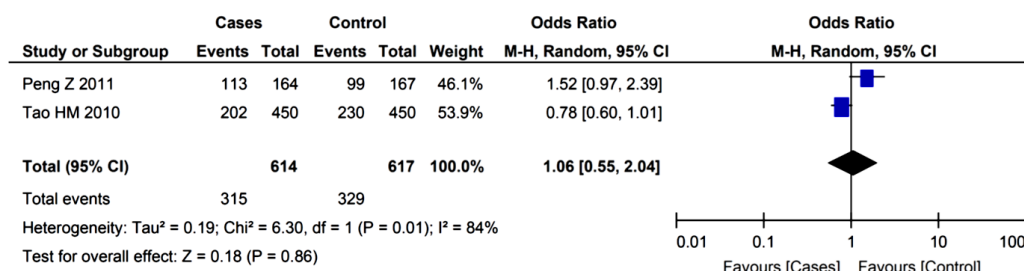 Cases Control Odds Ratio Odds Ratio
Study or Subgroup Events Total Events Total Weight M-H, Random, 95% CI M-H, Random, 95% CI
Peng Z 2011 113 164 99 167 46.1% 1.52 [0.97, 2.39]
Tao HM 2010 202 450 230 450 53.9% 0.78 [0.60, 1.01]
Total (95% CI) 614 617 100.0% 1.06 [0.55, 2.04]
Total events 315 329
Heterogeneity: Tau² = 0.19; Chi² = 6.30, df = 1 (P = 0.01); I² = 84%
Test for overall effect: Z = 0.18 (P = 0.86)
0.01 0.1 1 10 100
Favours [Cases] Favours [Control]